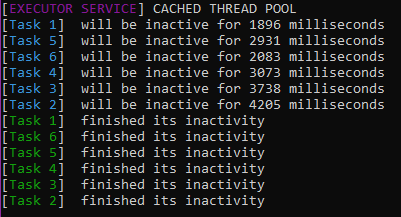 [EXECUTOR SERVICE] CACHED THREAD POOL
[Task 1]  will be inactive for 1896 milliseconds
[Task 5]  will be inactive for 2931 milliseconds
[Task 6]  will be inactive for 2083 milliseconds
[Task 4]  will be inactive for 3073 milliseconds
[Task 3]  will be inactive for 3738 milliseconds
[Task 2]  will be inactive for 4205 milliseconds
[Task 1]  finished its inactivity
[Task 6]  finished its inactivity
[Task 5]  finished its inactivity
[Task 4]  finished its inactivity
[Task 3]  finished its inactivity
[Task 2]  finished its inactivity